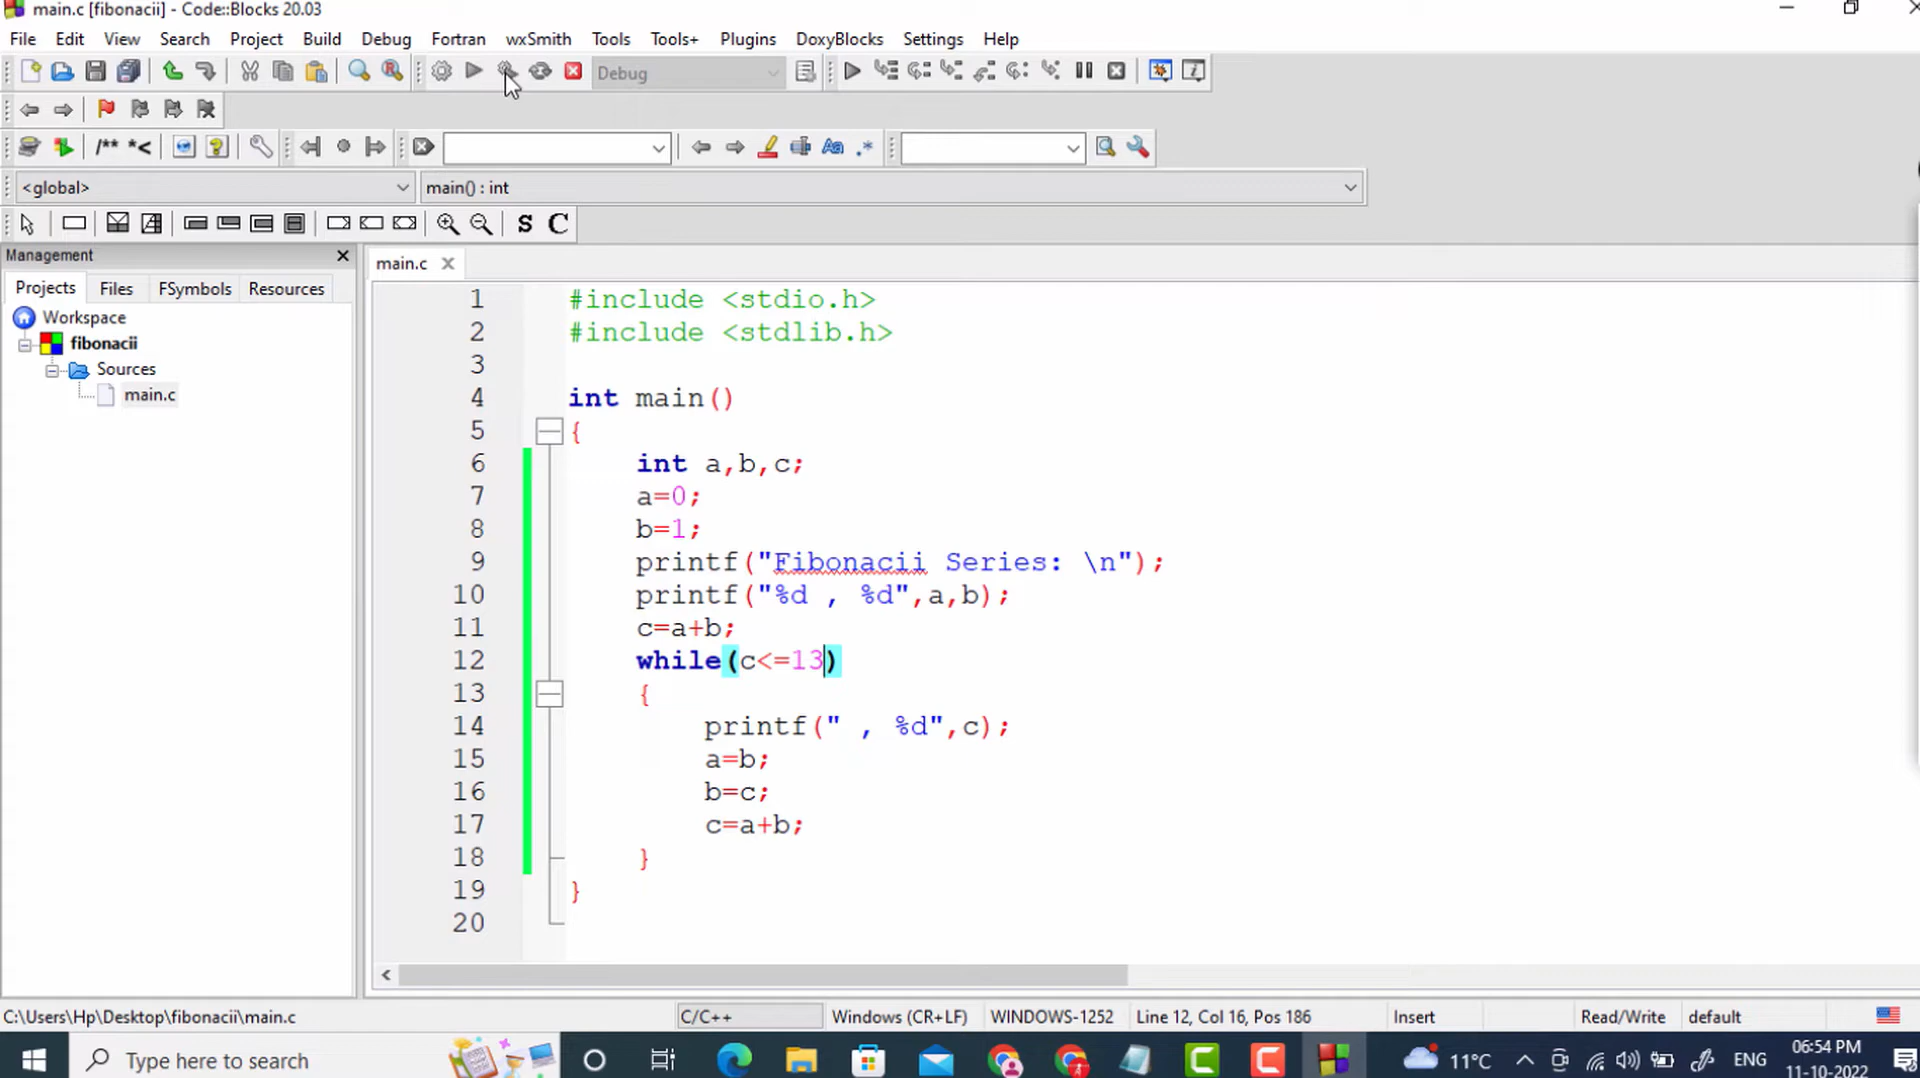 main.c [fibonacii] - Code::Blocks 20.03
File Edit View Search Project Build Debug Fortran wxSmith Tools Tools+ Plugins DoxyBlocks Settings Help
Debug
/** *<
Aa .*
<global> main() : int
S C
Management
main.c
Projects Files FSymbols Resources
Workspace
fibonacii
Sources
main.c
1 #include <stdio.h>
2 #include <stdlib.h>
3
4 int main()
5 {
6 int a,b,c;
7 a=0;
8 b=1;
9 printf("Fibonacii Series: \n");
10 printf("%d , %d",a,b);
11 c=a+b;
12 while(c<=13)
13 {
14 printf(" , %d",c);
15 a=b;
16 b=c;
17 c=a+b;
18 }
19 }
20
C:\Users\Hp\Desktop\fibonacii\main.c C/C++ Windows (CR+LF) WINDOWS-1252 Line 12, Col 16, Pos 186 Insert Read/Write default
Type here to search 11°C ENG 06:54 PM
11-10-2022